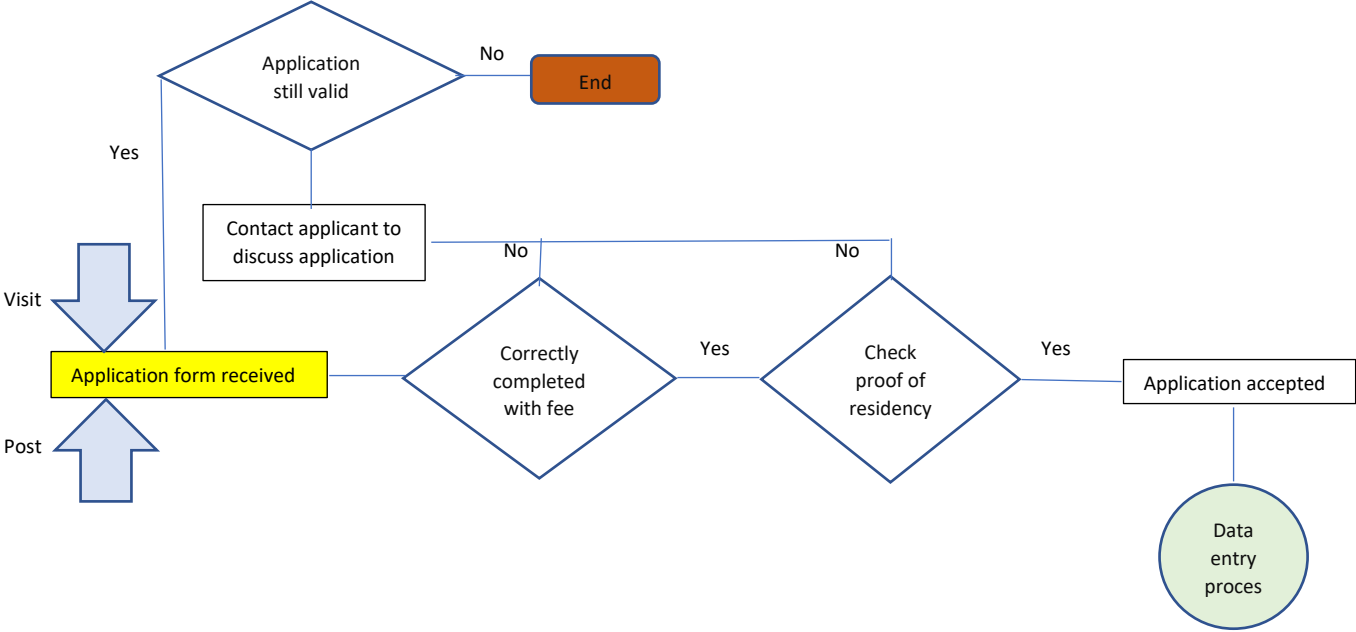 Application
still valid
No
End
Yes
Contact applicant to
discuss application
No
No
Visit
Application form received
Correctly
completed
with fee
Yes
Check
proof of
residency
Yes
Application accepted
Post
Data
entry
proces